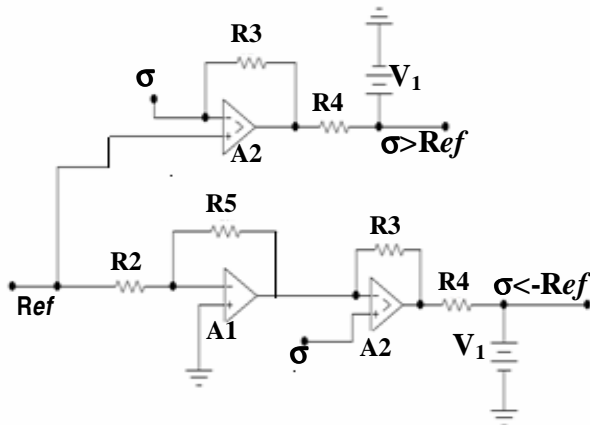 R3
σ
V1
R4
σ>Ref
A2
R5
R3
R2
Ref
R4
σ<-Ref
A1
σ
A2
V1